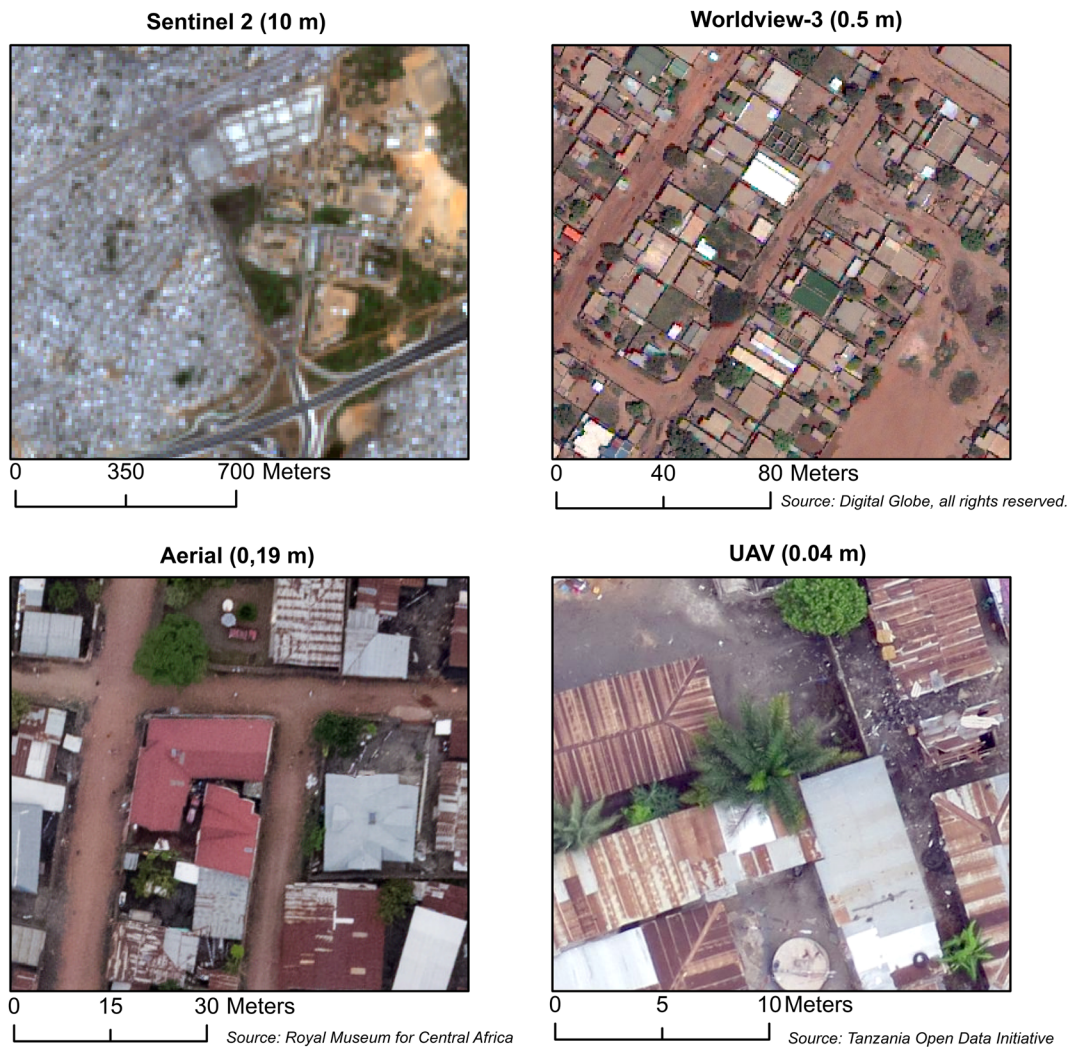 Sentinel 2 (10 m)
Worldview-3 (0.5 m)
0 350 700 Meters
0 40 80 Meters
Source: Digital Globe, all rights reserved.
Aerial (0,19 m)
UAV (0.04 m)
0 15 30 Meters
Source: Royal Museum for Central Africa
0 5 10 Meters
Source: Tanzania Open Data Initiative